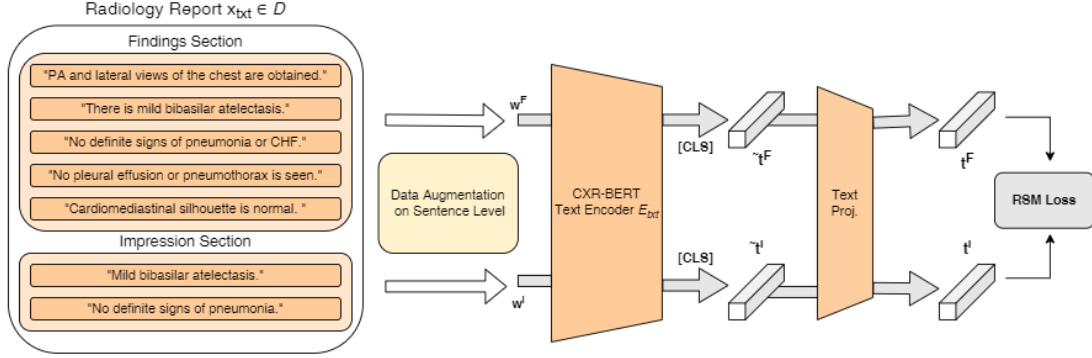 Radiology Report x_txt ∈ D
Findings Section
"PA and lateral views of the chest are obtained."
"There is mild bibasilar atelectasis."
"No definite signs of pneumonia or CHF."
"No pleural effusion or pneumothorax is seen."
"Cardiomediastinal silhouette is normal. "
Impression Section
"Mild bibasilar atelectasis."
"No definite signs of pneumonia."
Data Augmentation
on Sentence Level
w^F
w^I
CXR-BERT
Text Encoder E_txt
[CLS]
[CLS]
~t^F
~t^I
Text
Proj.
t^F
t^I
RSM Loss